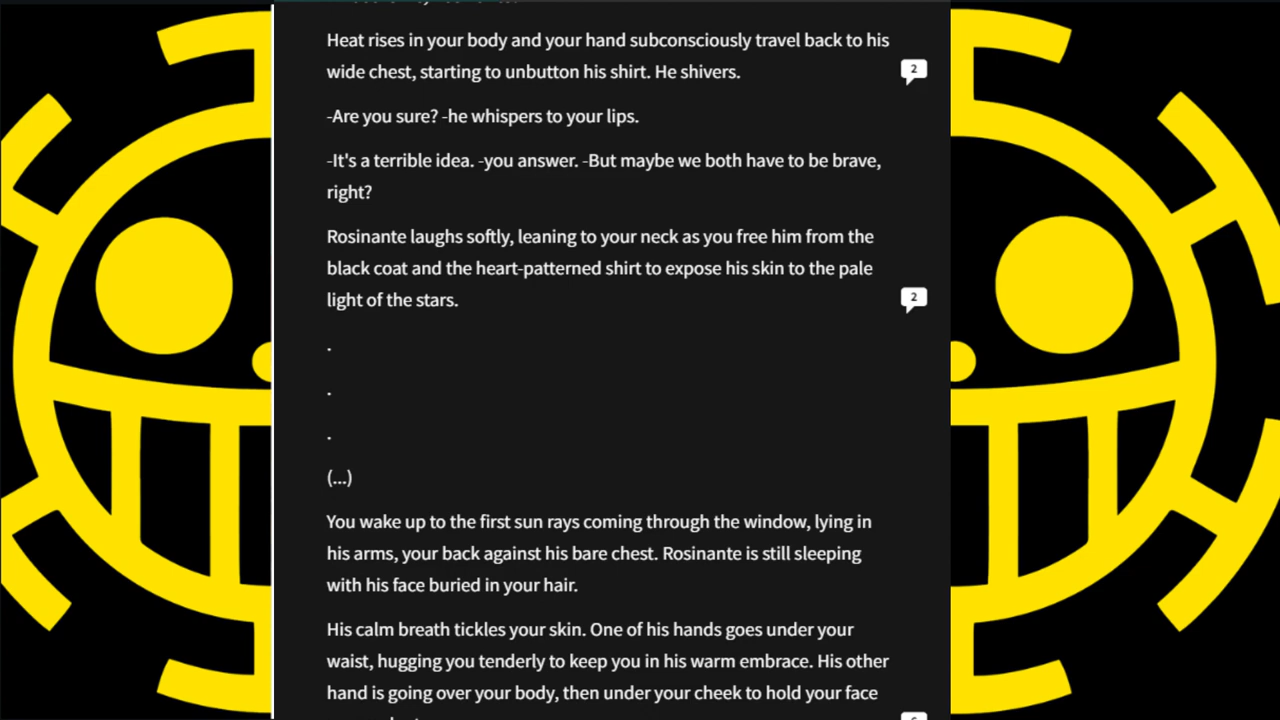 Heat rises in your body and your hand subconsciously travel back to his
wide chest, starting to unbutton his shirt. He shivers.
2
-Are you sure? -he whispers to your lips.
-It's a terrible idea. -you answer. -But maybe we both have to be brave,
right?
Rosinante laughs softly, leaning to your neck as you free him from the
black coat and the heart-patterned shirt to expose his skin to the pale
light of the stars.
2
.
.
.
(...)
You wake up to the first sun rays coming through the window, lying in
his arms, your back against his bare chest. Rosinante is still sleeping
with his face buried in your hair.
His calm breath tickles your skin. One of his hands goes under your
waist, hugging you tenderly to keep you in his warm embrace. His other
hand is going over your body, then under your cheek to hold your face